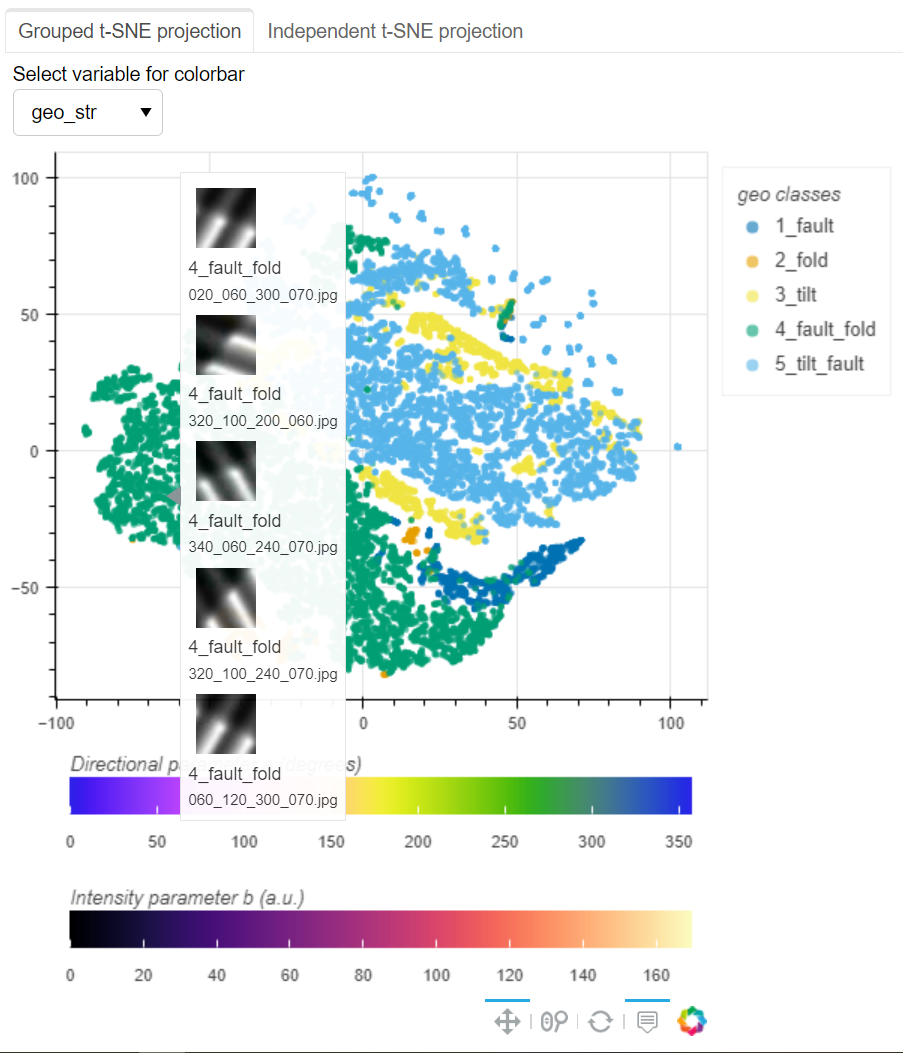 Grouped t-SNE projection
Independent t-SNE projection
Select variable for colorbar
geo_str ▼
100
50
0
−50
−100
0
50
100
4_fault_fold
020_060_300_070.jpg
4_fault_fold
320_100_200_060.jpg
4_fault_fold
340_060_240_070.jpg
4_fault_fold
320_100_240_070.jpg
4_fault_fold
060_120_300_070.jpg
geo classes
1_fault
2_fold
3_tilt
4_fault_fold
5_tilt_fault
Directional (degrees)
0 50 100 150 200 250 300 350
Intensity parameter b (a.u.)
0 20 40 60 80 100 120 140 160